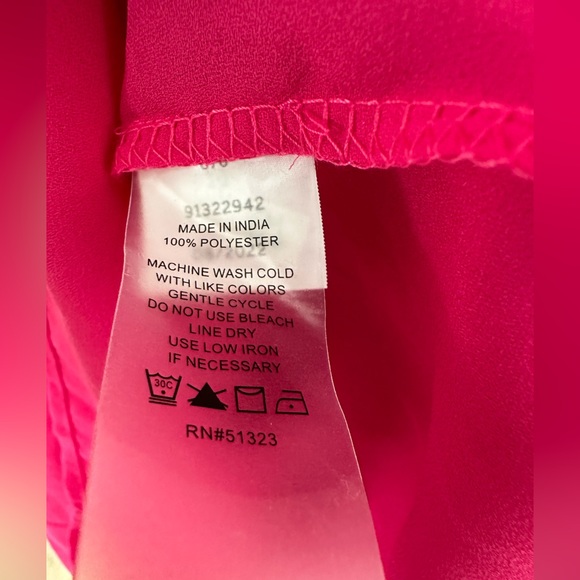 91322942
MADE IN INDIA
100% POLYESTER
MACHINE WASH COLD
WITH LIKE COLORS
GENTLE CYCLE
DO NOT USE BLEACH
LINE DRY
USE LOW IRON
IF NECESSARY
30C
RN#51323